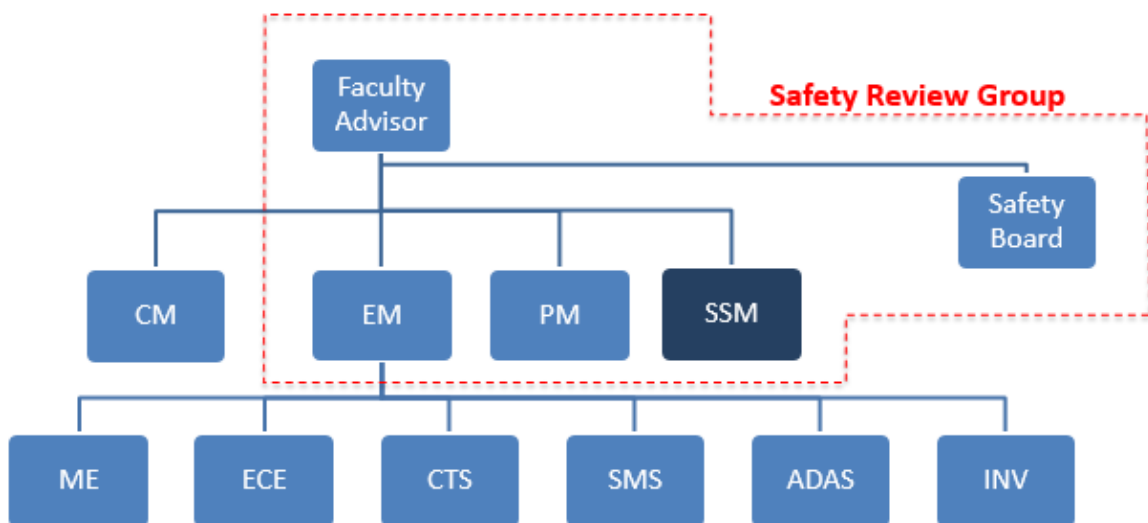 Faculty
Advisor
Safety Review Group
Safety
Board
CM
EM
PM
SSM
ME
ECE
CTS
SMS
ADAS
INV